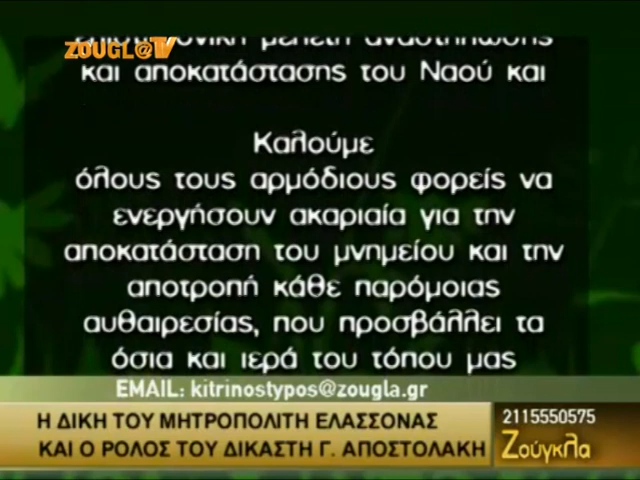 ZOUGL@TV
μελέτη αναστήλωσης
και αποκατάστασης του Ναού και
Καλούμε
όλους τους αρμόδιους φορείς να
ενεργήσουν ακαριαία για την
αποκατάσταση του μνημείου και την
αποτροπή κάθε παρόμοιας
αυθαιρεσίας, που προσβάλλει τα
όσια και ιερά του τόπου μας
EMAIL: kitrinostypos@zougla.gr
Η ΔΙΚΗ ΤΟΥ ΜΗΤΡΟΠΟΛΙΤΗ ΕΛΑΣΣΟΝΑΣ
ΚΑΙ Ο ΡΟΛΟΣ ΤΟΥ ΔΙΚΑΣΤΗ Γ. ΑΠΟΣΤΟΛΑΚΗ
2115550575
Ζούγκλα